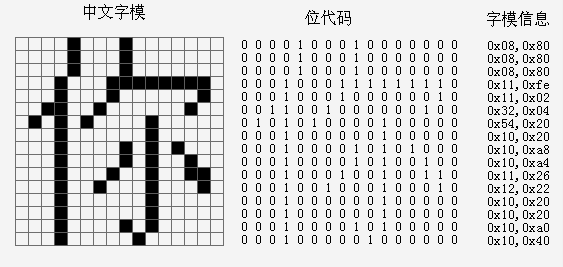 中文字模 位代码 字模信息
0 0 0 0 1 0 0 0 1 0 0 0 0 0 0 0 0x08,0x80
0 0 0 0 1 0 0 0 1 0 0 0 0 0 0 0 0x08,0x80
0 0 0 0 1 0 0 0 1 0 0 0 0 0 0 0 0x08,0x80
0 0 0 1 0 0 0 1 1 1 1 1 1 1 1 0 0x11,0xfe
0 0 0 1 0 0 0 1 0 0 0 0 0 0 1 0 0x11,0x02
0 0 1 1 0 0 1 0 0 0 0 0 0 1 0 0 0x32,0x04
0 1 0 1 0 1 0 0 0 0 1 0 0 0 0 0 0x54,0x20
0 0 0 1 0 0 0 0 0 0 1 0 0 0 0 0 0x10,0x20
0 0 0 1 0 0 0 0 1 0 1 0 1 0 0 0 0x10,0xa8
0 0 0 1 0 0 0 0 1 0 1 0 0 1 0 0 0x10,0xa4
0 0 0 1 0 0 0 1 0 0 1 0 0 1 1 0 0x11,0x26
0 0 0 1 0 0 1 0 0 0 1 0 0 0 1 0 0x12,0x22
0 0 0 1 0 0 0 0 0 0 1 0 0 0 0 0 0x10,0x20
0 0 0 1 0 0 0 0 0 0 1 0 0 0 0 0 0x10,0x20
0 0 0 1 0 0 0 0 1 0 1 0 0 0 0 0 0x10,0xa0
0 0 0 1 0 0 0 0 0 1 0 0 0 0 0 0 0x10,0x40